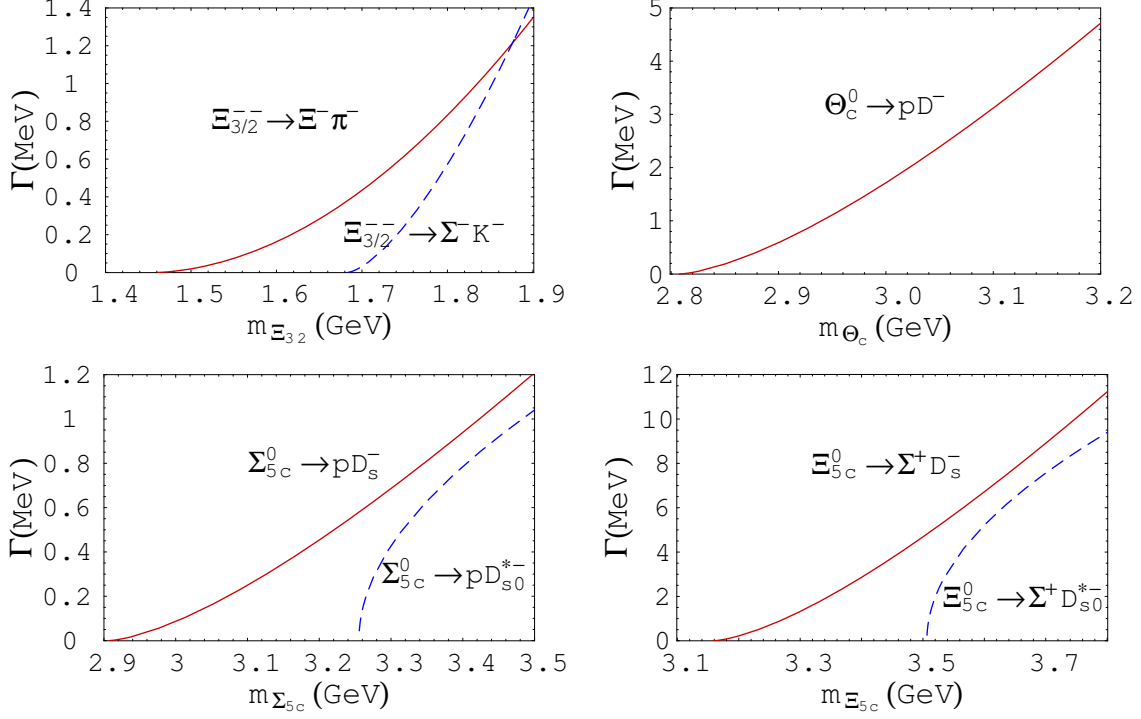 1.4
1.2
1
0.8
0.6
0.4
0.2
0
Γ(MeV)
Ξ₃/₂⁻⁻→Ξ⁻π⁻
Ξ₃/₂⁻⁻→Σ⁻K⁻
1.4 1.5 1.6 1.7 1.8 1.9
m_Ξ₃₂ (GeV)
5
4
3
2
1
0
Γ(MeV)
Θc⁰→pD⁻
2.8 2.9 3.0 3.1 3.2
m_Θc (GeV)
1.2
1
0.8
0.6
0.4
0.2
0
Γ(MeV)
Σ₅c⁰→pDs⁻
Σ₅c⁰→pDs0*⁻
2.9 3 3.1 3.2 3.3 3.4 3.5
m_Σ₅c (GeV)
12
10
8
6
4
2
0
Γ(MeV)
Ξ₅c⁰→Σ⁺Ds⁻
Ξ₅c⁰→Σ⁺Ds0*⁻
3.1 3.3 3.5 3.7
m_Ξ₅c (GeV)